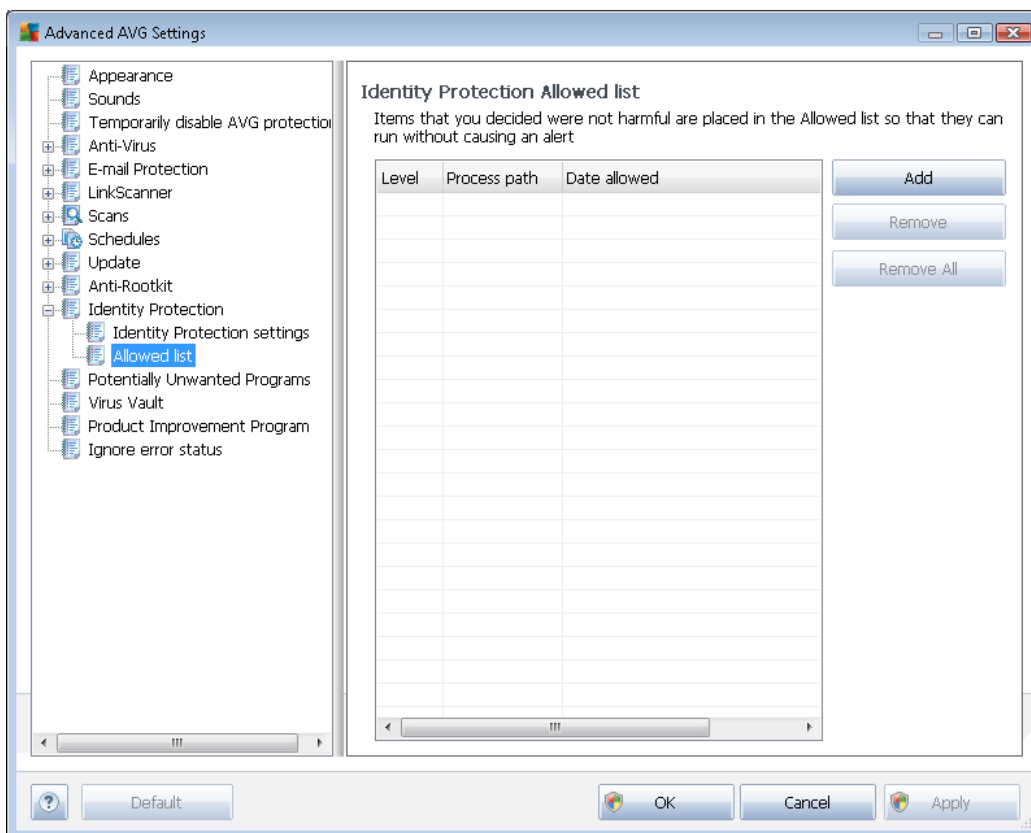 Advanced AVG Settings
Appearance
Sounds
Temporarily disable AVG protection
Anti-Virus
E-mail Protection
LinkScanner
Scans
Schedules
Update
Anti-Rootkit
Identity Protection
Identity Protection settings
Allowed list
Potentially Unwanted Programs
Virus Vault
Product Improvement Program
Ignore error status
Identity Protection Allowed list
Items that you decided were not harmful are placed in the Allowed list so that they can
run without causing an alert
Level Process path Date allowed
Add
Remove
Remove All
? Default OK Cancel Apply